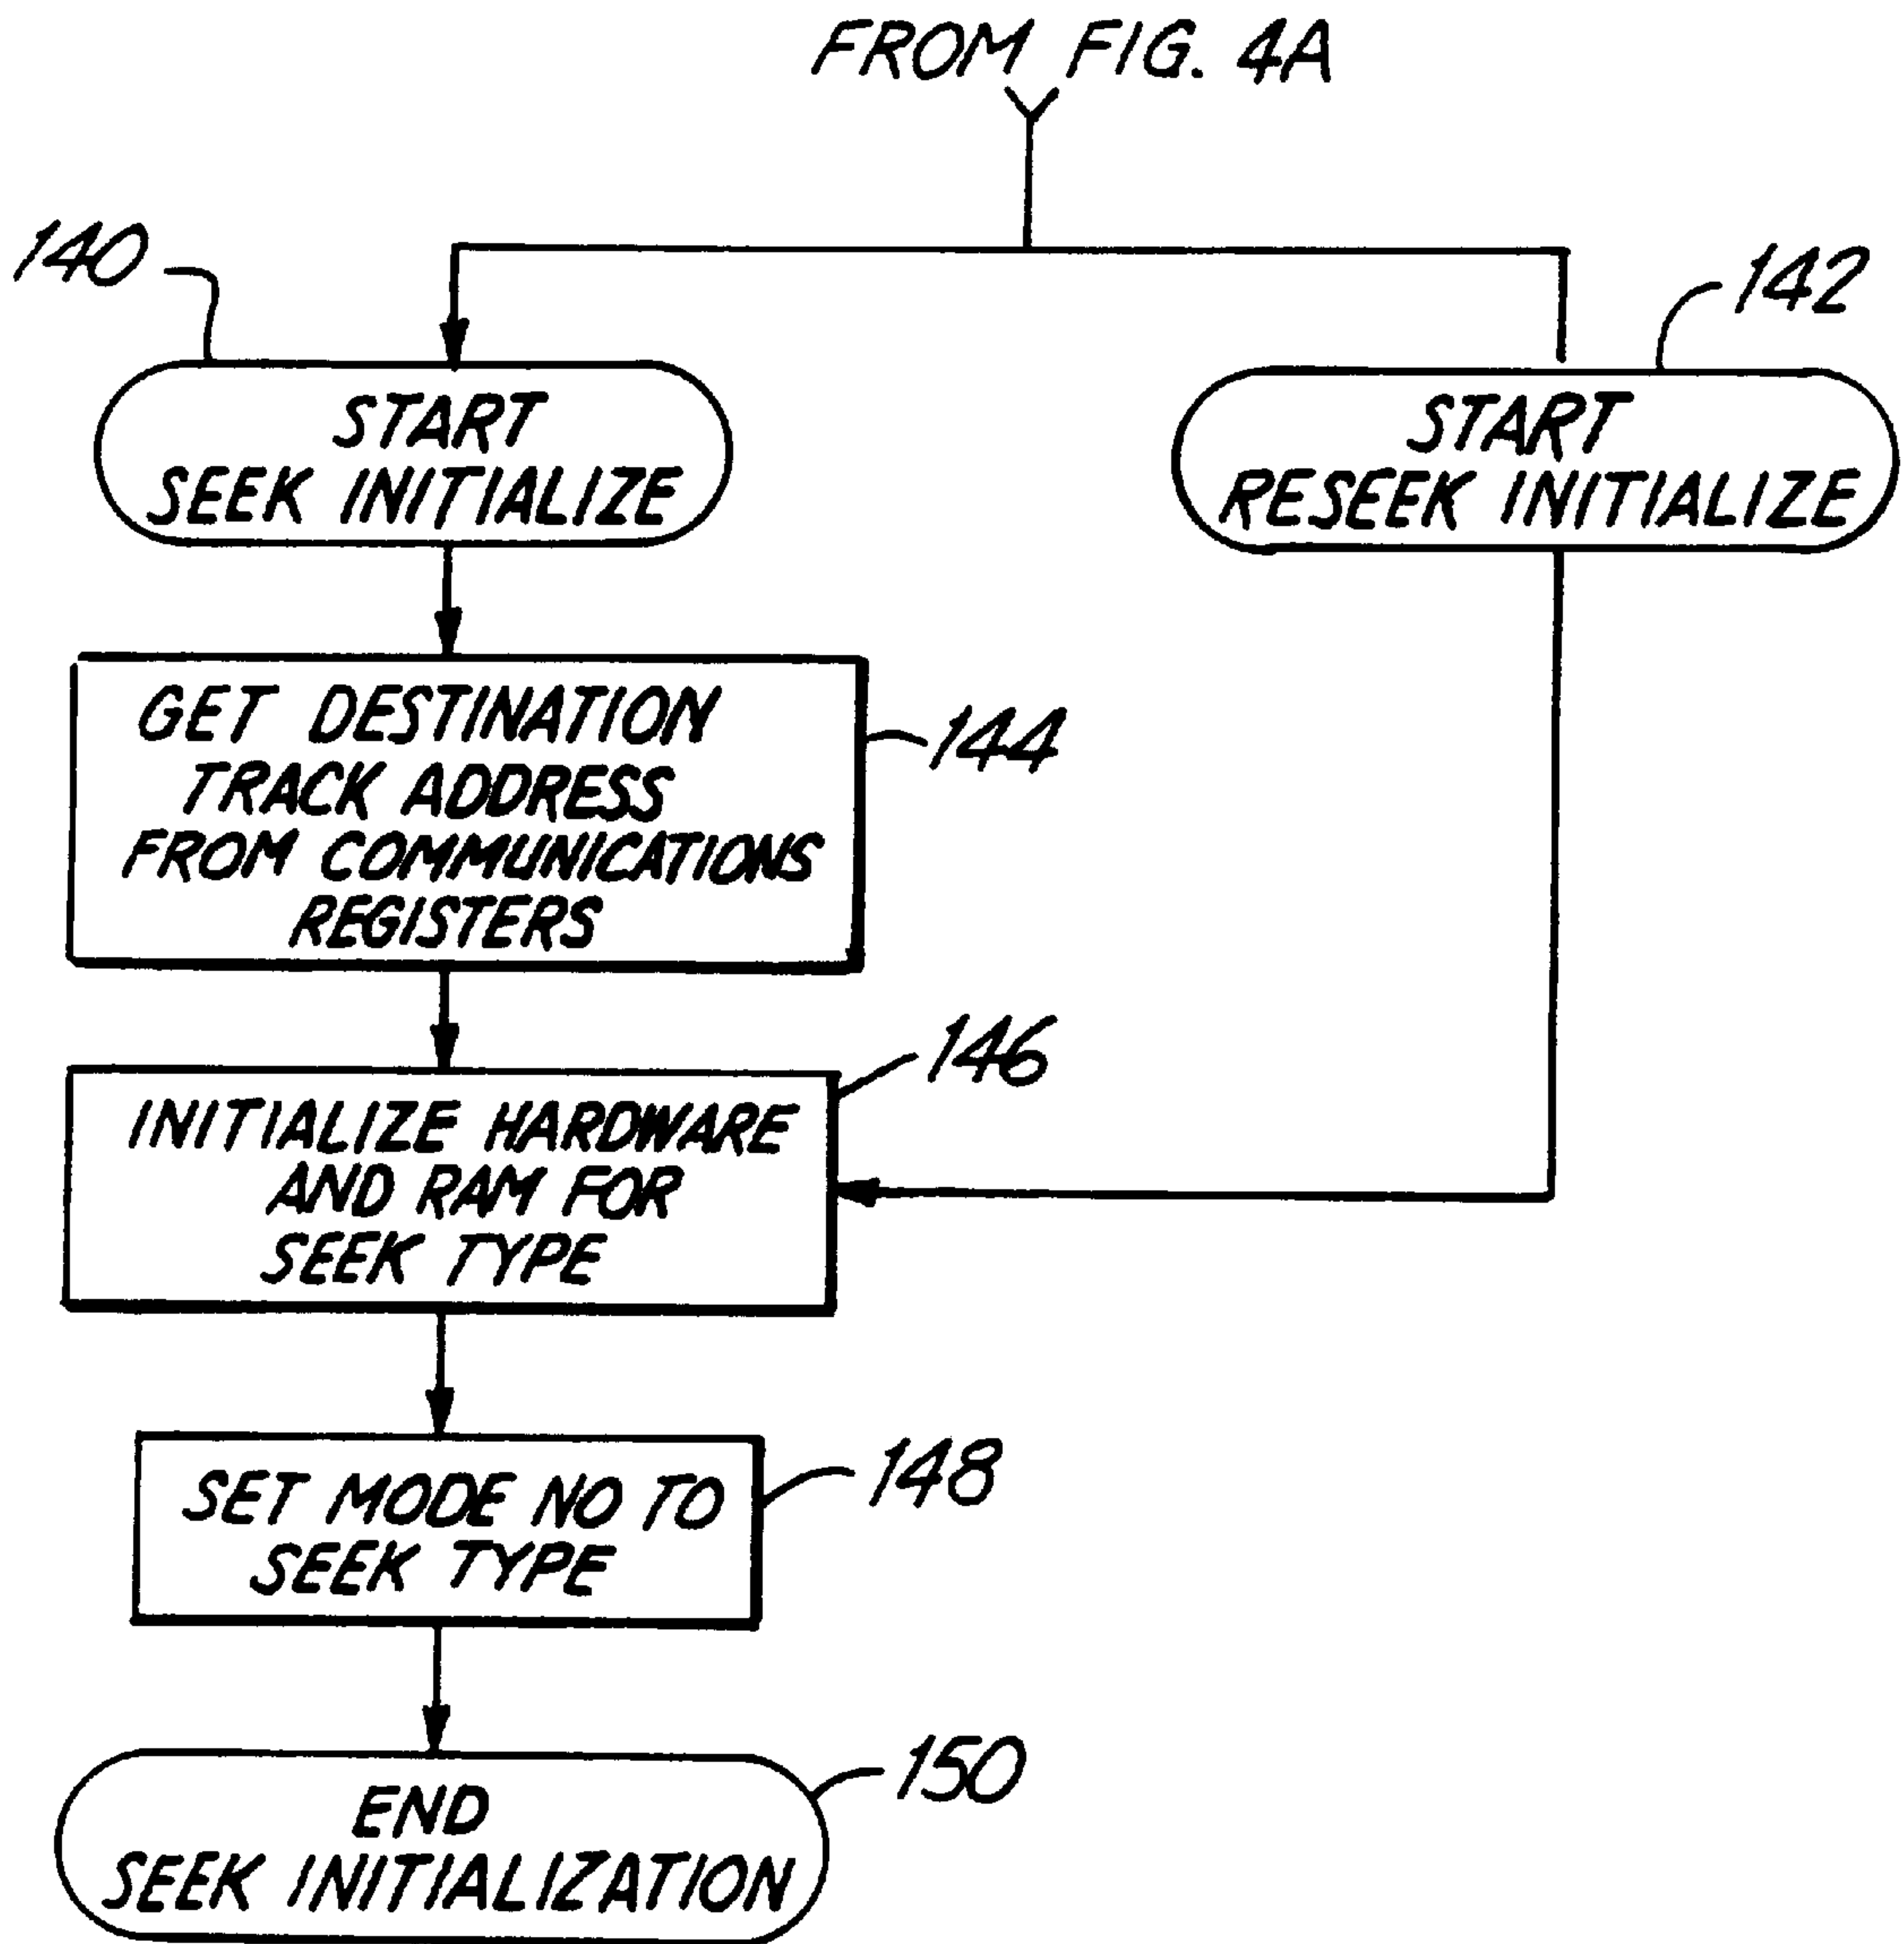 FROM FIG. 4A
140
142
START
SEEK INITIALIZE
START
RESEEK INITIALIZE
GET DESTINATION
TRACK ADDRESS
FROM COMMUNICATIONS
REGISTERS
144
146
INITIALIZE HARDWARE
AND RAM FOR
SEEK TYPE
SET MODE NO TO
SEEK TYPE
148
END
SEEK INITIALIZATION
150